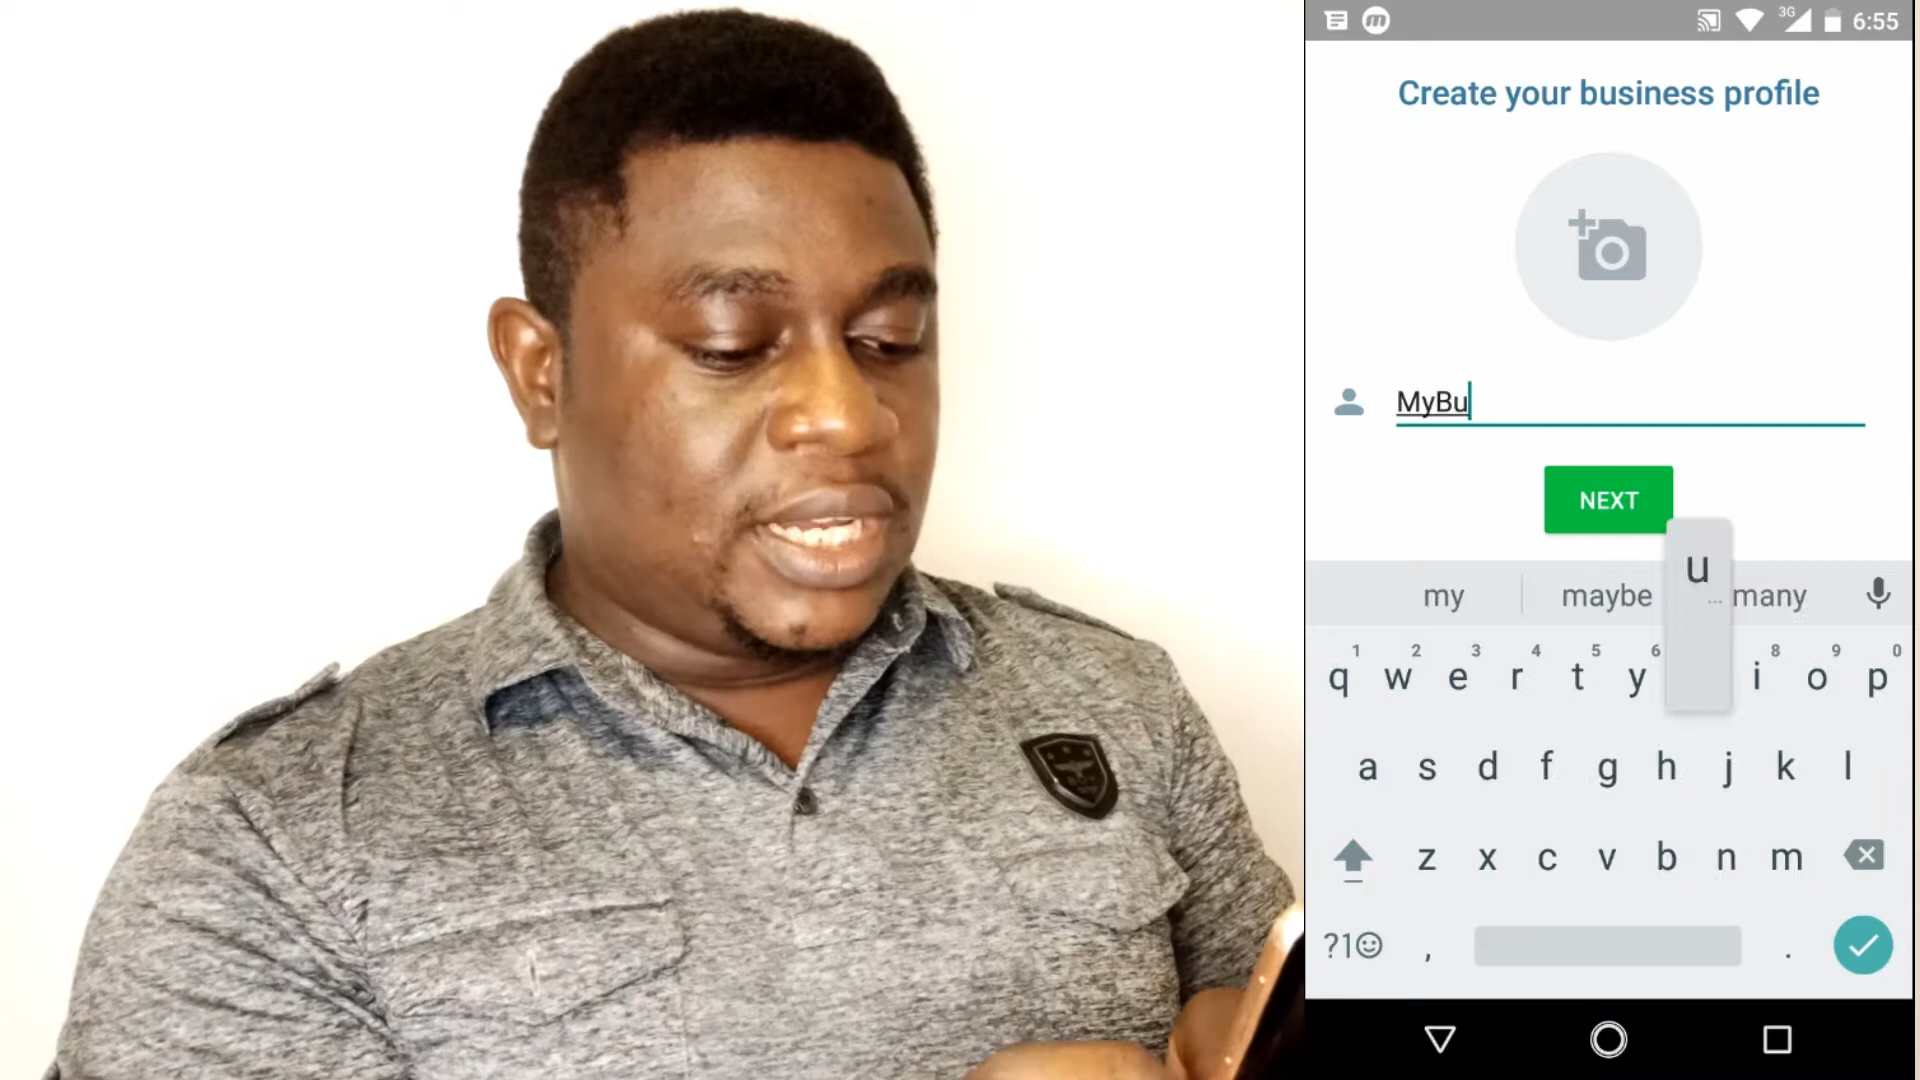 3G 6:55
Create your business profile
MyBu
NEXT
u
my maybe ... many
1 2 3 4 5 6 8 9 0
q w e r t y i o p
a s d f g h j k l
z x c v b n m
?1☺ , .